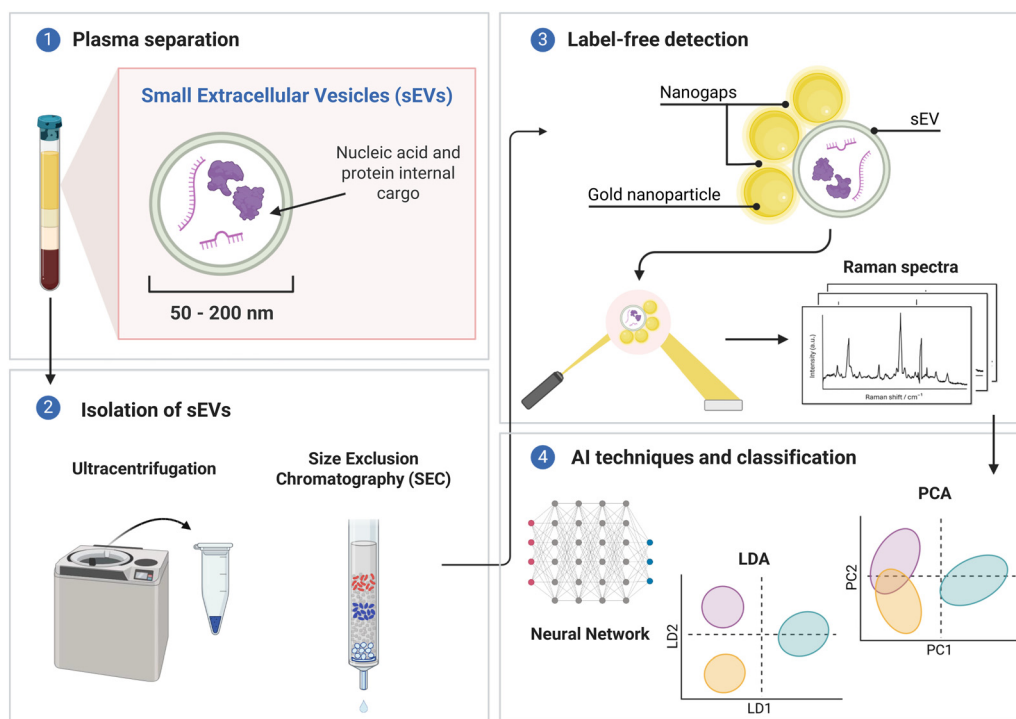 1 Plasma separation
Small Extracellular Vesicles (sEVs)
Nucleic acid and
protein internal
cargo
50 - 200 nm
2 Isolation of sEVs
Ultracentrifugation
Size Exclusion
Chromatography (SEC)
3 Label-free detection
Nanogaps
sEV
Gold nanoparticle
Raman spectra
Intensity (a.u.)
Raman shift / cm⁻¹
4 AI techniques and classification
Neural Network
LDA
LD2
LD1
PCA
PC2
PC1